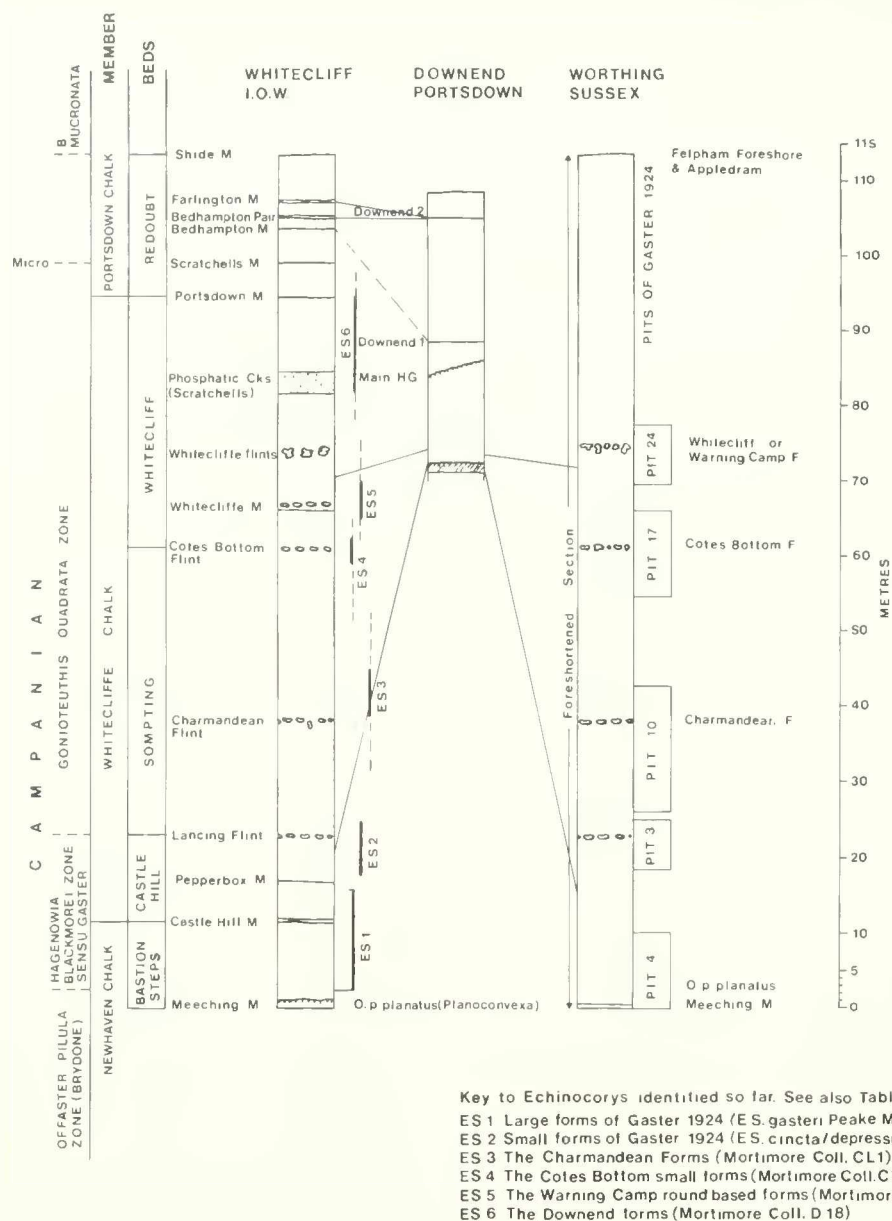 MEMBER
BEDS
WHITECLIFF
I.O.W.
DOWNEND
PORTSDOWN
WORTHING
SUSSEX
CAMPANIAN
B
MUCRONATA
Micro
GONIOTEUTHIS QUADRATA ZONE
HAGENOWIA
BLACKMOREI ZONE
SENSU GASTER
OFFASTER PILULA
ZONE (BRYDONE)
PORTSDOWN CHALK
WHITECLIFFE CHALK
NEWHAVEN CHALK
REDOUBT
WHITECLIFF
SOMPTING
CASTLE
HILL
BASTION
STEPS
Shide M
Farlington M
Bedhampton Pair
Bedhampton M
Scratchells M
Portsdown M
Phosphatic Cks
(Scratchells)
Whitecliffe flints
Whitecliffe M
Cotes Bottom
Flint
Charmandean
Flint
Lancing Flint
Pepperbox M
Castle Hill M
Meeching M
ES6
ES5
ES4
ES3
ES2
ES1
O.p planatus (Planoconvexa)
Downend 2
Downend 1
Main HG
Foreshortened Section
PITS OF GASTER 1924
PIT 24
PIT 17
PIT 10
PIT 3
PIT 4
Felpham Foreshore
& Appledram
Whitecliff or
Warning Camp F
Cotes Bottom F
Charmandear. F
O p planatus
Meeching M
115
110
100
90
80
70
60
50
40
30
20
10
5
0
METRES
Key to Echinocorys identified so far. See also Tabl
ES 1 Large forms of Gaster 1924 (E S. gasteri Peake M
ES 2 Small forms of Gaster 1924 (E S. cincta/depress
ES 3 The Charmandean Forms (Mortimore Coll. CL1)
ES 4 The Cotes Bottom small forms (Mortimore Coll. C
ES 5 The Warning Camp round based forms (Mortimor
ES 6 The Downend forms (Mortimore Coll. D 18)